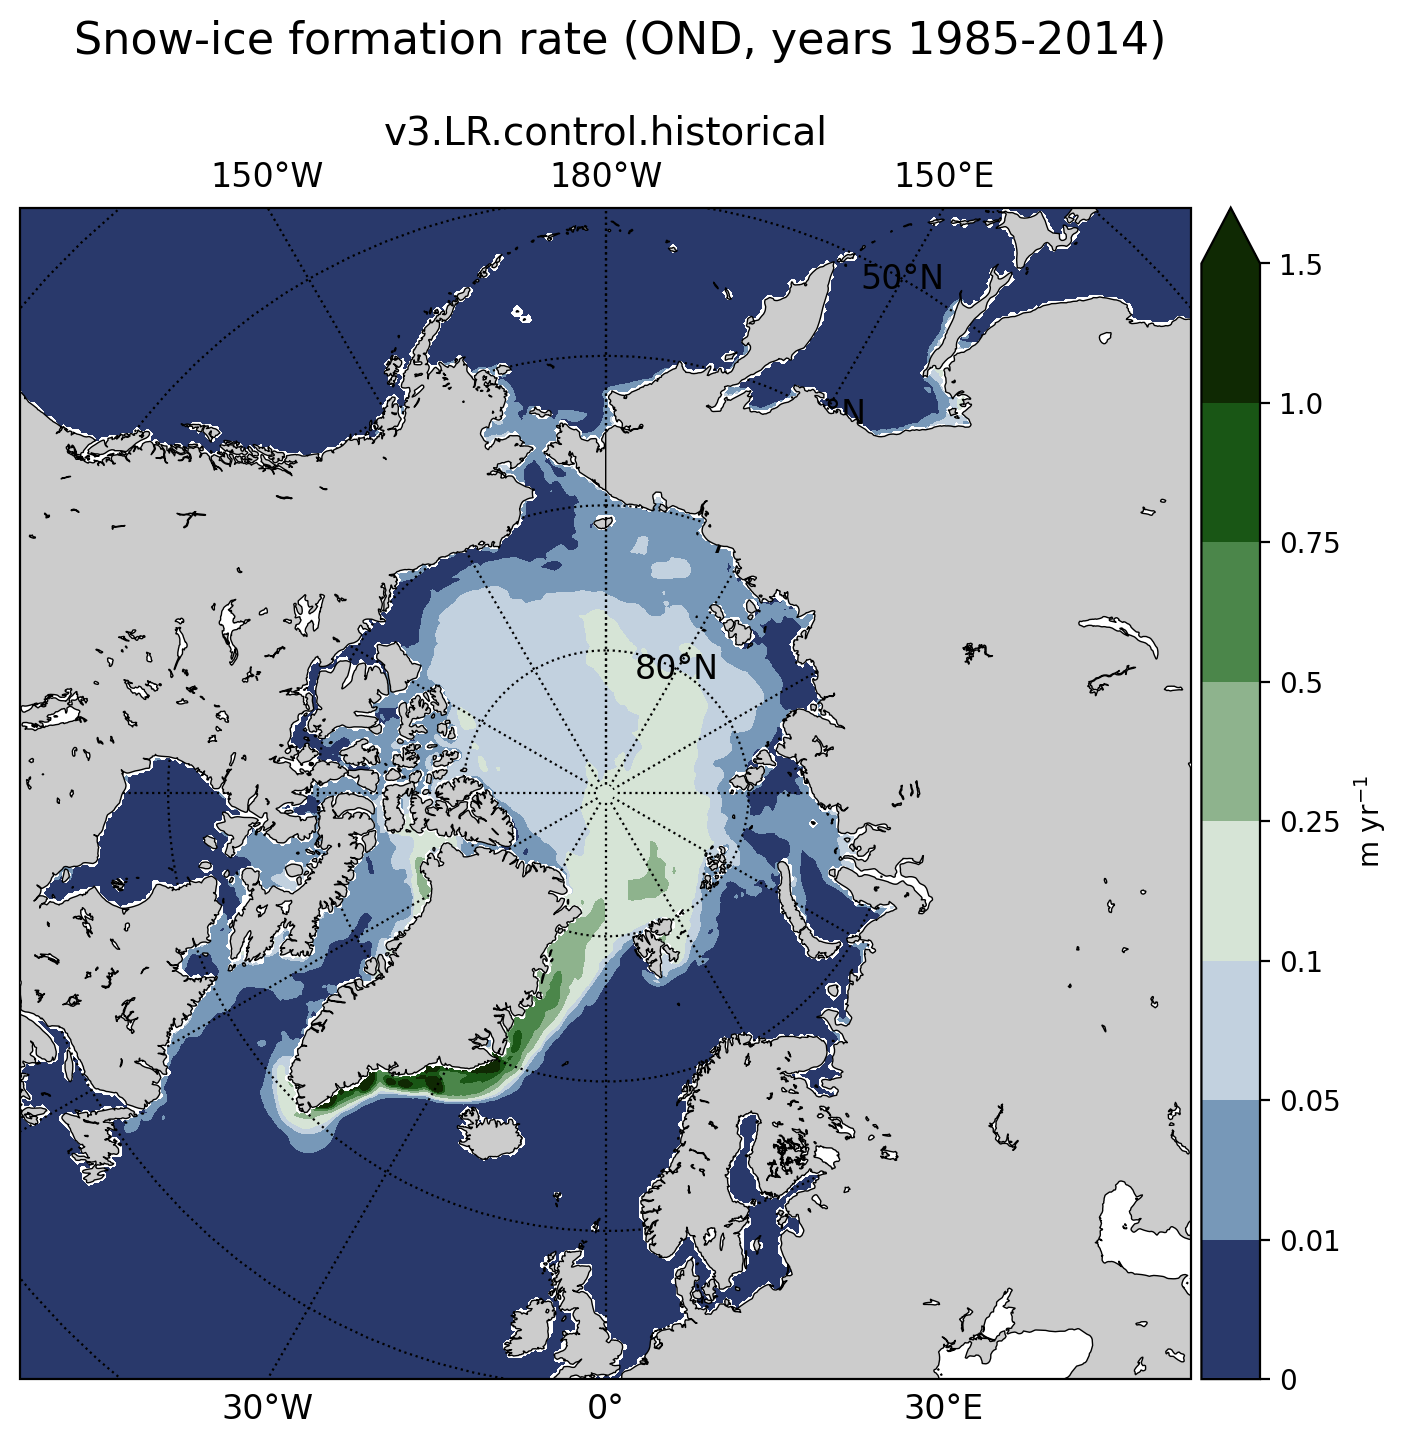 Snow-ice formation rate (OND, years 1985-2014)
v3.LR.control.historical
150°W 180°W 150°E
50°N
°N
80°N
1.5
1.0
0.75
0.5
0.25
0.1
0.05
0.01
0
m yr⁻¹
30°W 0° 30°E